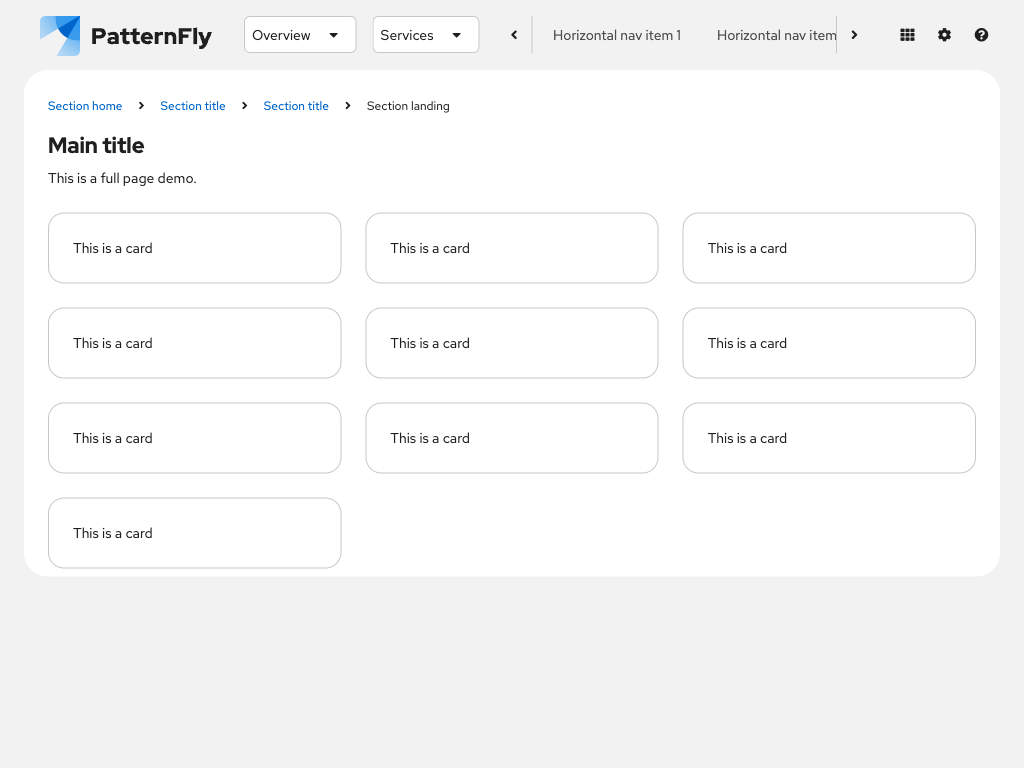 PatternFly Overview Services Horizontal nav item 1 Horizontal nav item
Section home Section title Section title Section landing
Main title
This is a full page demo.
This is a card This is a card This is a card
This is a card This is a card This is a card
This is a card This is a card This is a card
This is a card